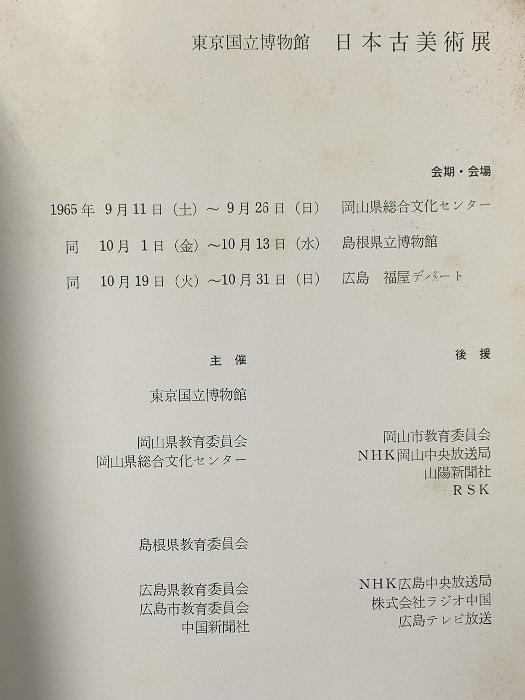 東京国立博物館 日本古美術展
会期・会場
1965年 9月11日（土）～ 9月26日（日） 岡山県総合文化センター
同 10月 1日（金）～10月13日（水） 島根県立博物館
同 10月19日（火）～10月31日（日） 広島 福屋デパート
主催
東京国立博物館
岡山県教育委員会
岡山県総合文化センター
島根県教育委員会
広島県教育委員会
広島市教育委員会
中国新聞社
後援
岡山市教育委員会
NHK岡山中央放送局
山陽新聞社
RSK
NHK広島中央放送局
株式会社ラジオ中国
広島テレビ放送